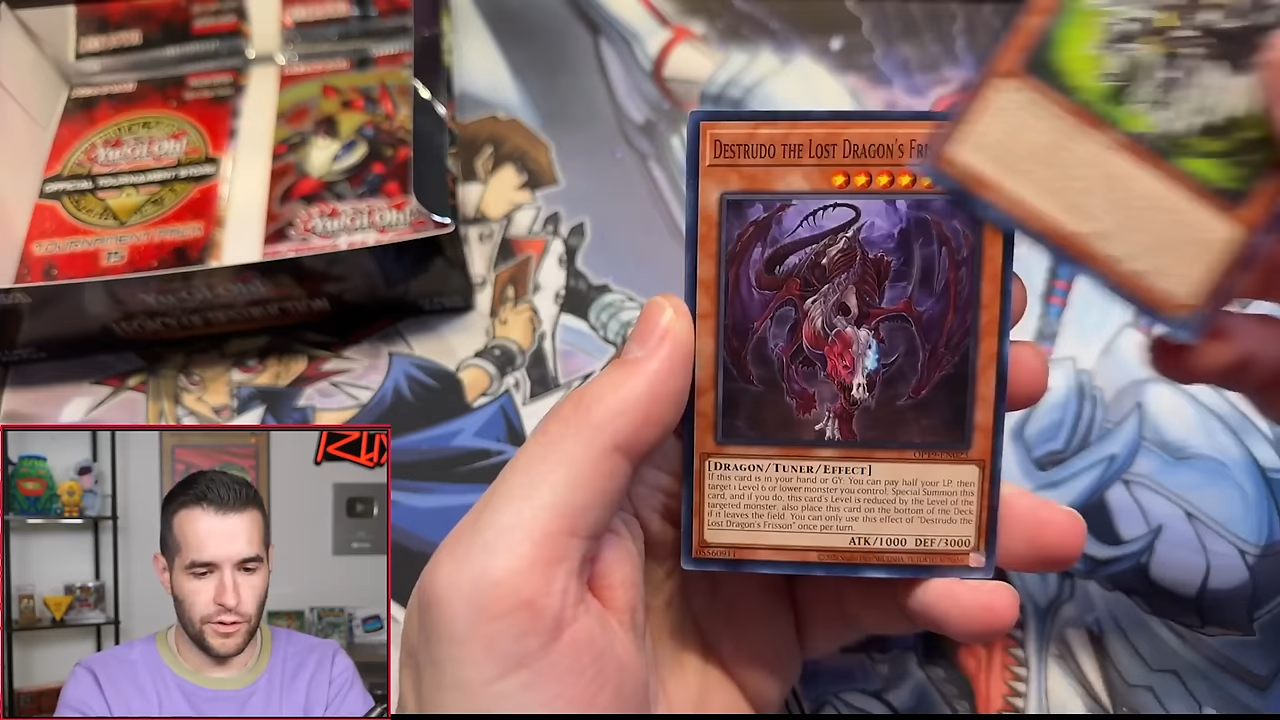 Yu-Gi-Oh!
OFFICIAL TOURNAMENT STORE
TOURNAMENT PACK
15
Yu-Gi-Oh!
DESTRUDO THE LOST DRAGON'S
[DRAGON/TUNER/EFFECT]
If this card is in your hand or GY: You can pay half your LP, then
target 1 Level 6 or lower monster you control; Special Summon this
card, and if you do, this card's Level is reduced by the Level of the
targeted monster, also place this card on the bottom of the Deck
if it leaves the field. You can only use this effect of "Destrudo the
Lost Dragon's Frisson" once per turn.
ATK/1000 DEF/3000
05560911